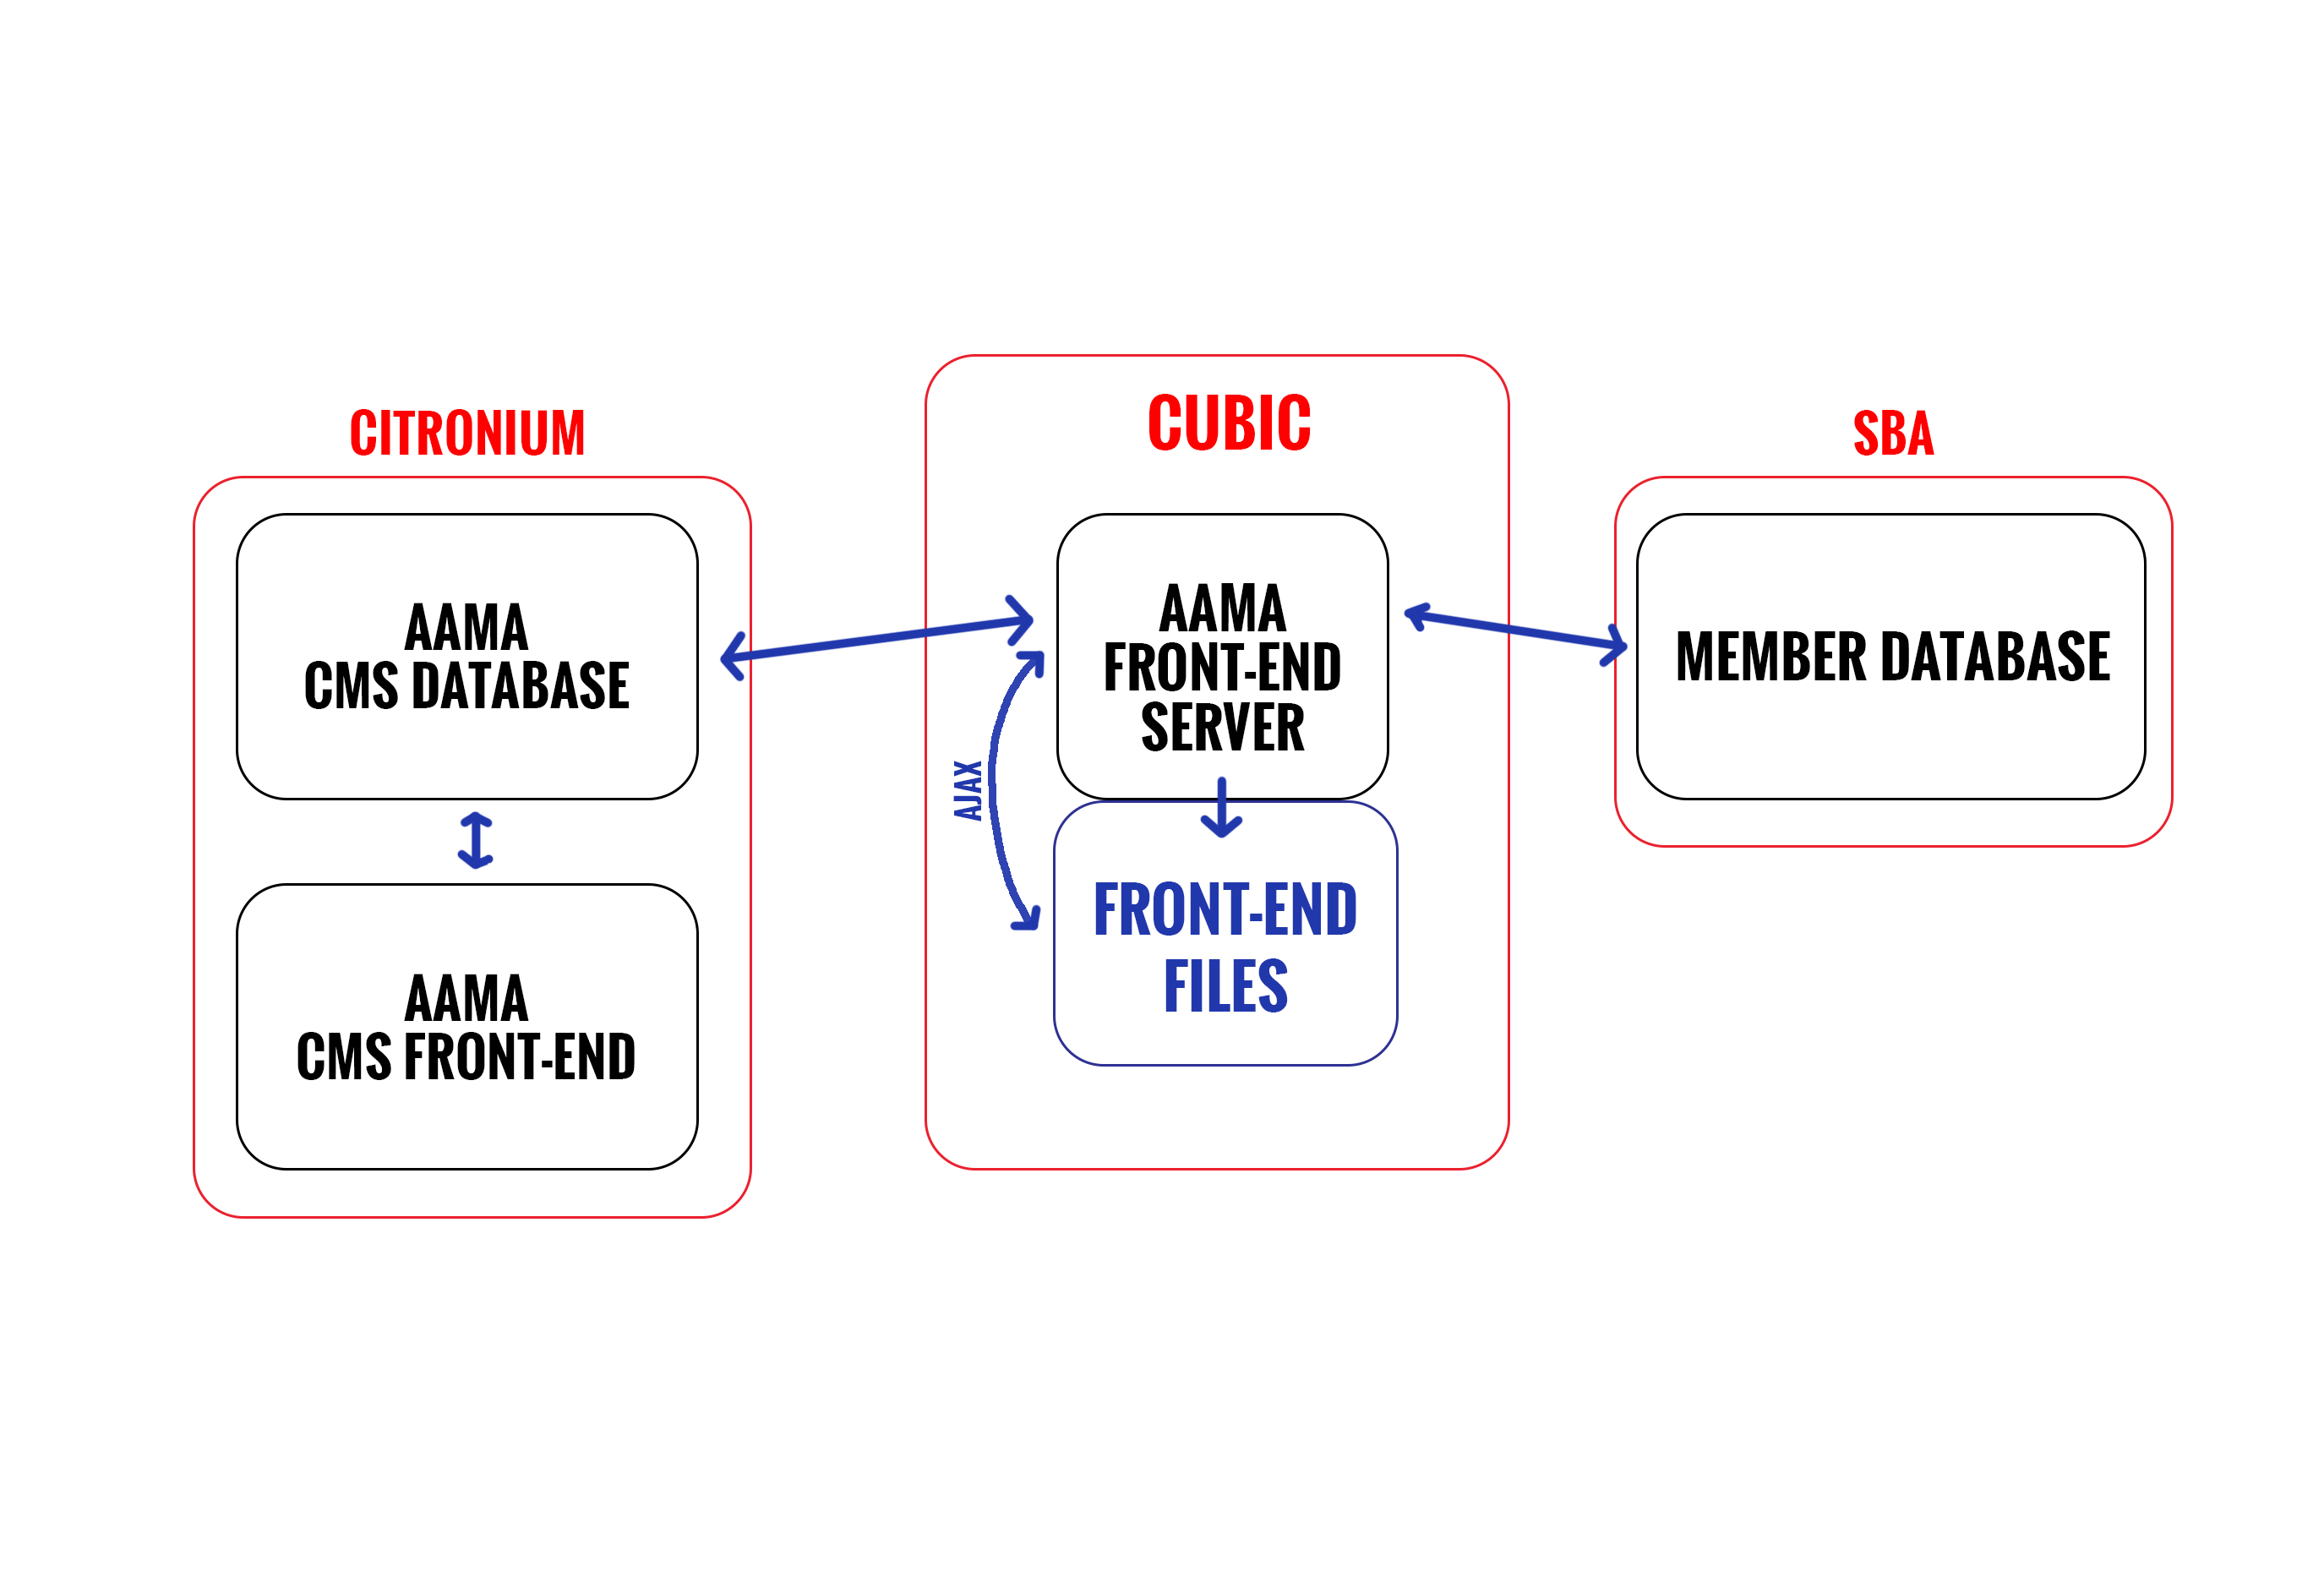 CITRONIUM
AAMA
CMS DATABASE
AAMA
CMS FRONT-END
CUBIC
AAMA
FRONT-END
SERVER
AJAX
FRONT-END
FILES
SBA
MEMBER DATABASE